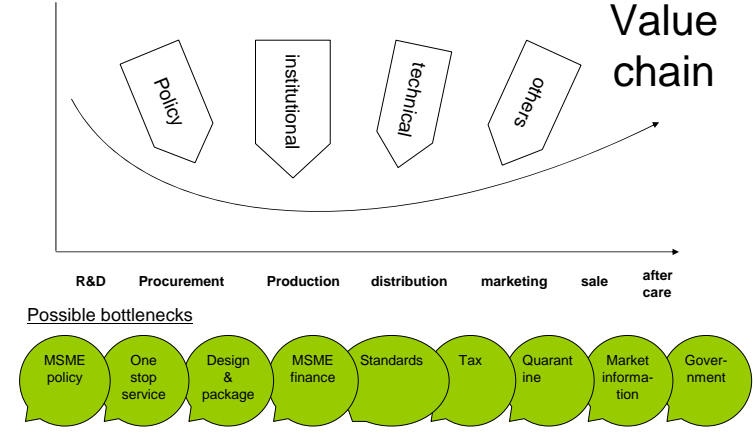 Value
chain
Policy
institutional
technical
others
R&D
Procurement
Production
distribution
marketing
sale
after
care
Possible bottlenecks
MSME
policy
One
stop
service
Design
&
package
MSME
finance
Standards
Tax
Quarant
ine
Market
informa-
tion
Gover-
nment